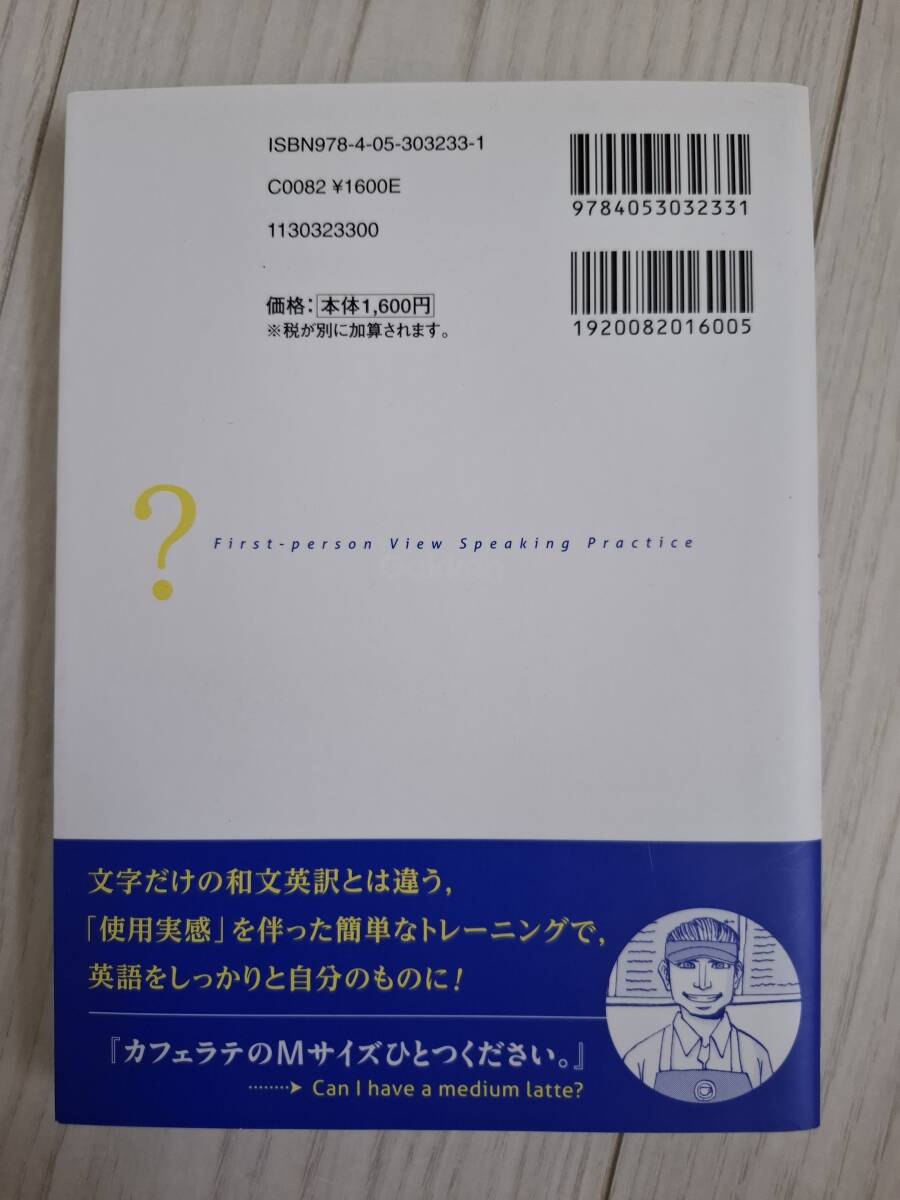 ISBN978-4-05-303233-1
C0082 ¥1600E
1130323300
9784053032331
1920082016005
価格：本体1,600円
※税が別に加算されます。
?
First-person View Speaking Practice
文字だけの和文英訳とは違う，
「使用実感」を伴った簡単なトレーニングで，
英語をしっかりと自分のものに！
『カフェラテのMサイズひとつください。』
········➤ Can I have a medium latte?